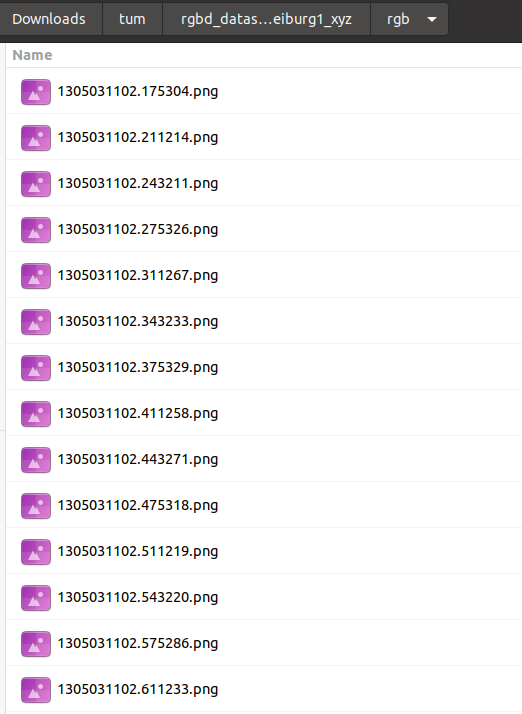 Downloads tum rgbd_datas…eiburg1_xyz rgb
Name
1305031102.175304.png
1305031102.211214.png
1305031102.243211.png
1305031102.275326.png
1305031102.311267.png
1305031102.343233.png
1305031102.375329.png
1305031102.411258.png
1305031102.443271.png
1305031102.475318.png
1305031102.511219.png
1305031102.543220.png
1305031102.575286.png
1305031102.611233.png